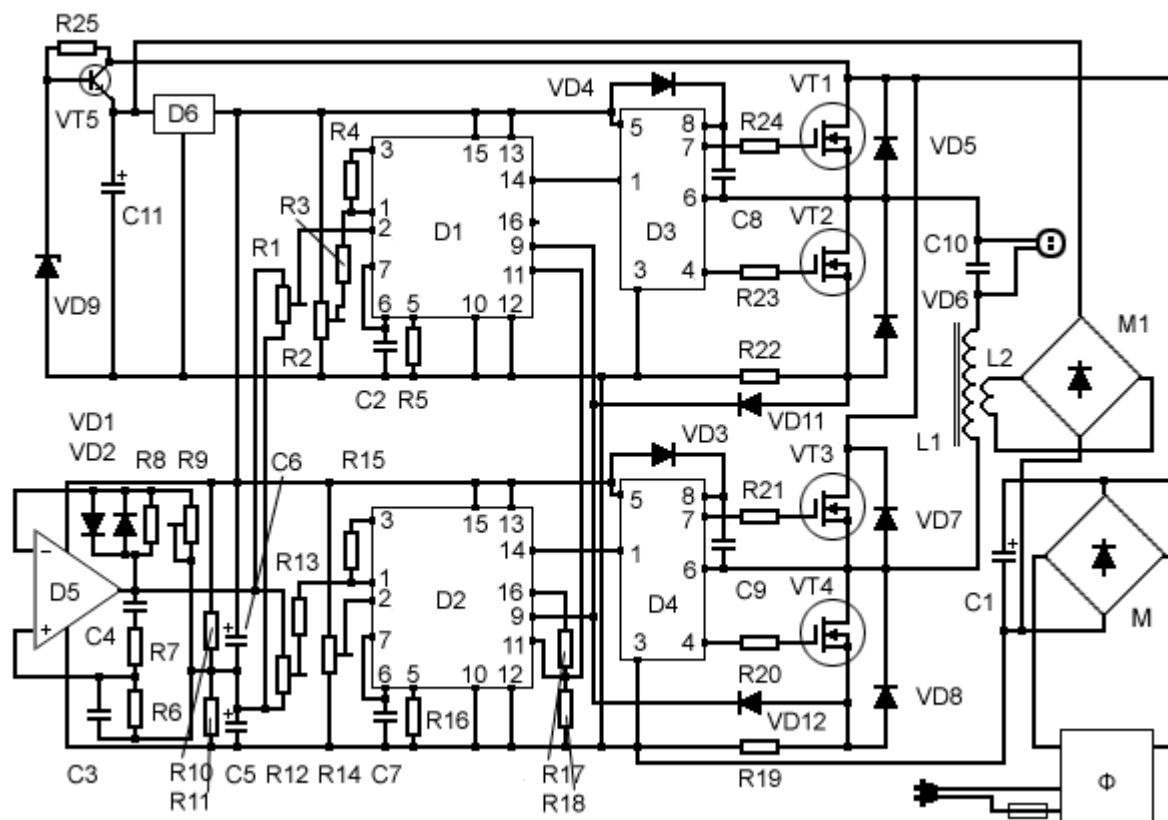 R25
VT5
D6
C11
VD9
R4
R3
R1
R2
3
1
2
7
6
5
15
13
14
16
9
11
10
12
D1
C2
R5
VD4
5
8
7
1
6
3
4
D3
R24
C8
R23
R22
VD11
VT1
VT2
VD5
C10
VD6
L2
M1
L1
VD1
VD2
R8
R9
C6
R15
D5
C4
R7
R6
C3
R10
R11
C5
R12
R13
R14
C7
R16
3
1
2
7
6
5
15
13
14
16
9
11
10
12
D2
R17
R18
VD3
5
8
7
1
6
3
4
D4
R21
C9
R20
VD12
R19
VT3
VT4
VD7
VD8
C1
M
Ф